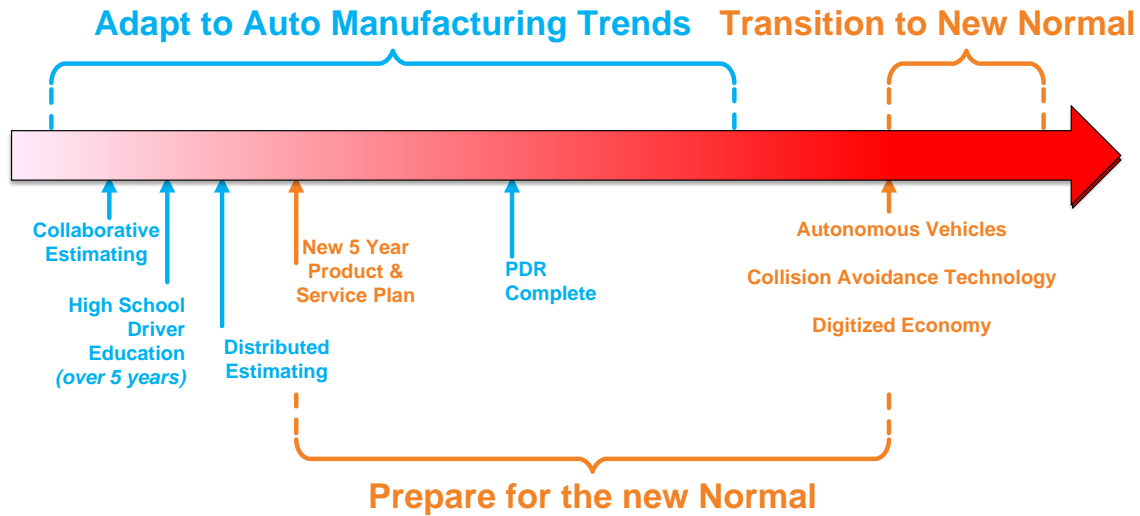 Adapt to Auto Manufacturing Trends
Transition to New Normal
Collaborative
Estimating
High School
Driver
Education
(over 5 years)
Distributed
Estimating
New 5 Year
Product &
Service Plan
PDR
Complete
Autonomous Vehicles
Collision Avoidance Technology
Digitized Economy
Prepare for the new Normal